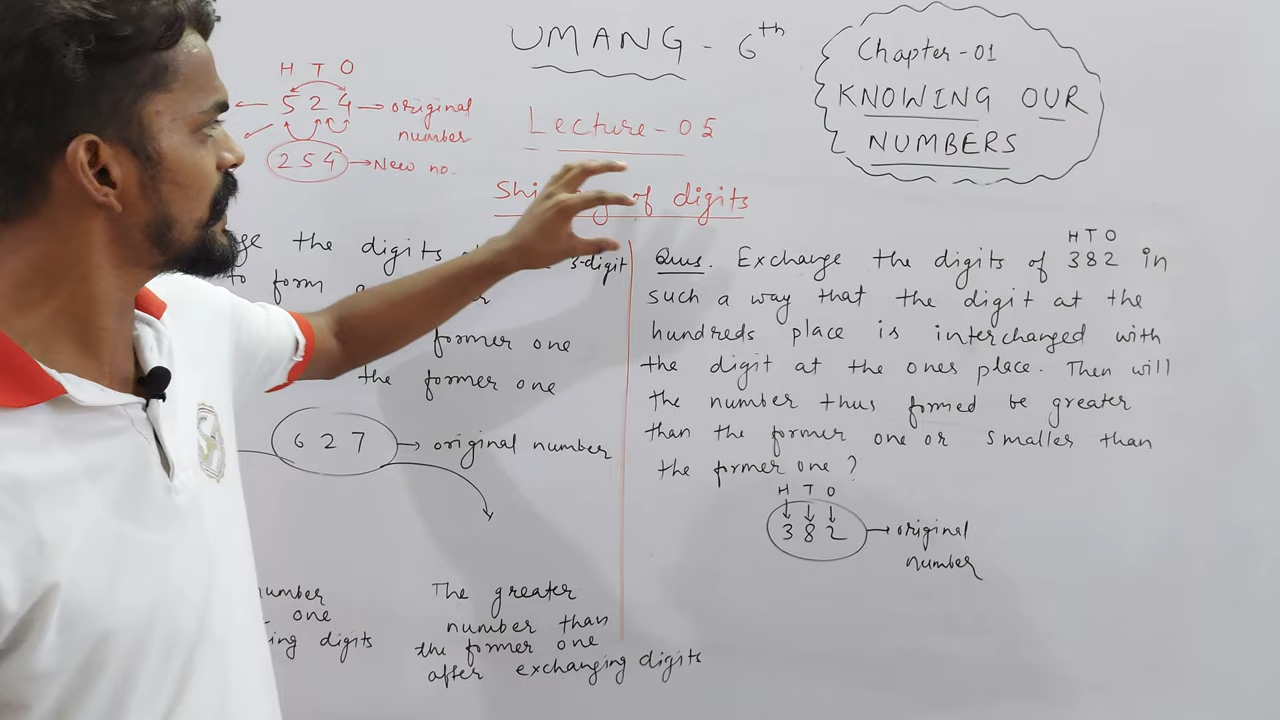 UMANG - 6th
Chapter - 01
KNOWING OUR
NUMBERS
H T O
5 2 4 → original
number
2 5 4 → New no.
Lecture - 05
of digits
the digits 3-digit
to form
former one
the former one
6 2 7 → original number
number
one
digits
The greater
number than
the former one
after exchanging digits
H T O
Ques. Exchange the digits of 382 in
such a way that the digit at the
hundreds place is interchanged with
the digit at the ones place. Then will
the number thus formed be greater
than the former one or smaller than
the former one ?
H T O
3 8 2 → original
number